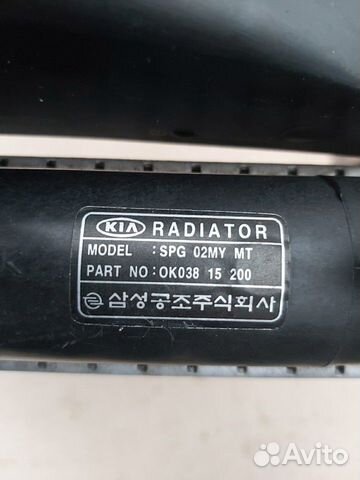 KIA RADIATOR
MODEL :SPG 02MY MT
PART NO:OK038 15 200
삼성공조주식회사
Avito